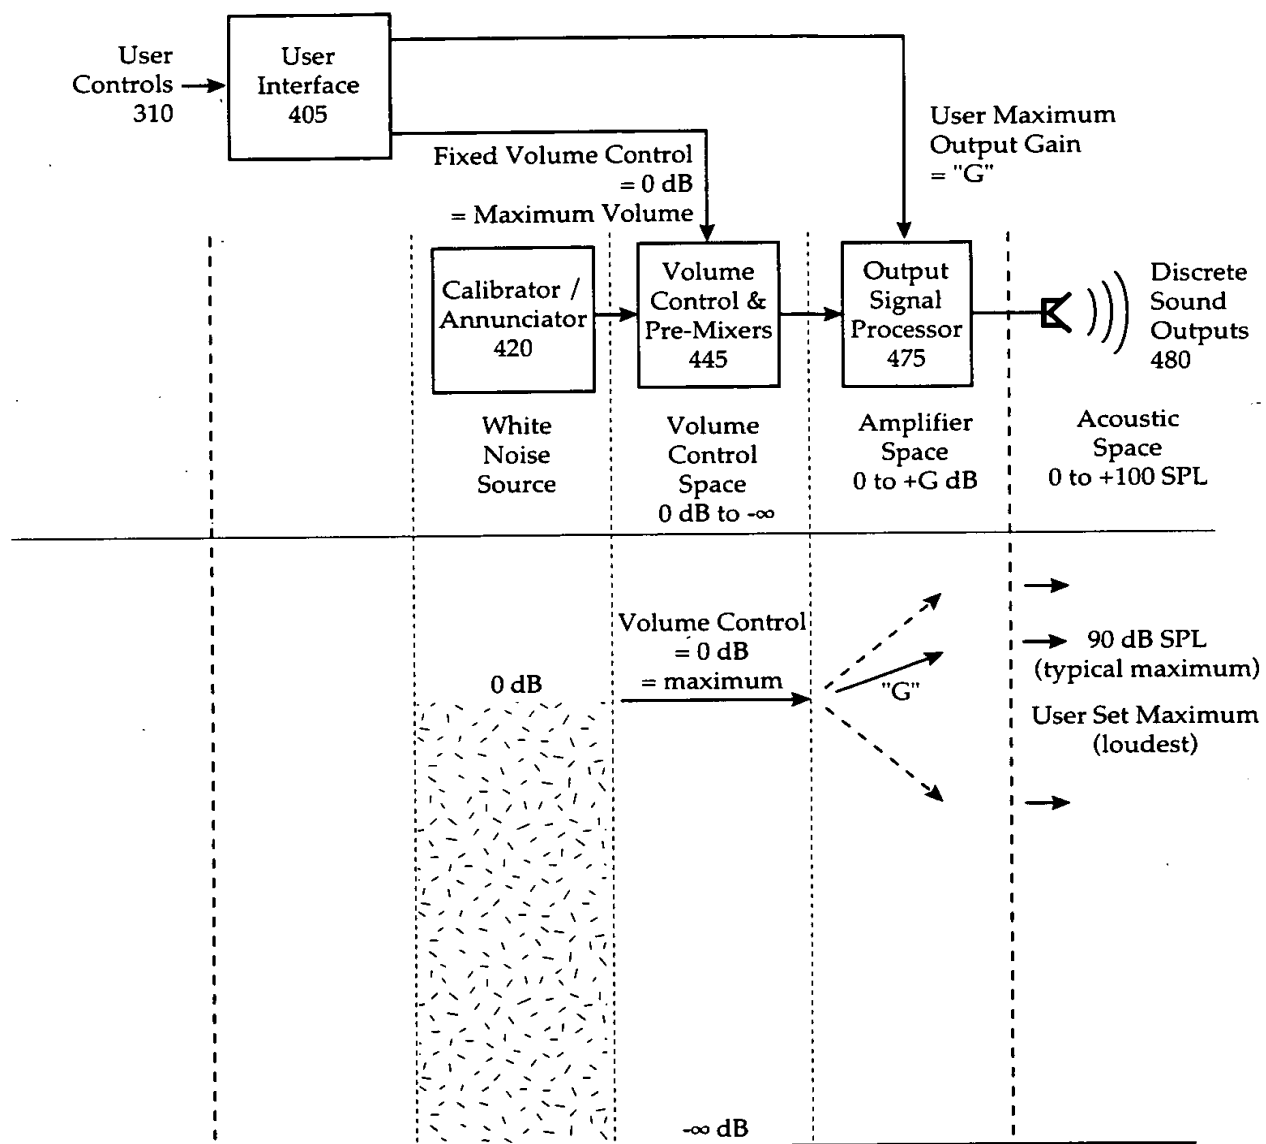 User
Controls
310
User
Interface
405
Fixed Volume Control
= 0 dB
= Maximum Volume
User Maximum
Output Gain
= "G"
Calibrator /
Annunciator
420
Volume
Control &
Pre-Mixers
445
Output
Signal
Processor
475
Discrete
Sound
Outputs
480
White
Noise
Source
Volume
Control
Space
0 dB to -∞
Amplifier
Space
0 to +G dB
Acoustic
Space
0 to +100 SPL
0 dB
Volume Control
= 0 dB
= maximum
"G"
90 dB SPL
(typical maximum)
User Set Maximum
(loudest)
-∞ dB